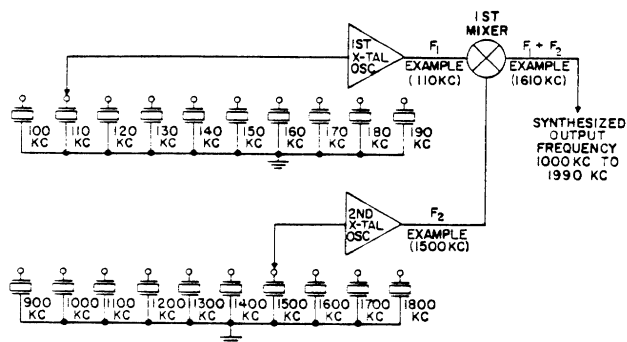 1ST
MIXER
1ST
X-TAL
OSC
F1
EXAMPLE
(110KC)
F1 + F2
EXAMPLE
(1610KC)
100
KC
110
KC
120
KC
130
KC
140
KC
150
KC
160
KC
170
KC
180
KC
190
KC
SYNTHESIZED
OUTPUT
FREQUENCY
1000KC TO
1990 KC
2ND
X-TAL
OSC
F2
EXAMPLE
(1500KC)
900
KC
1000
KC
1100
KC
1200
KC
1300
KC
1400
KC
1500
KC
1600
KC
1700
KC
1800
KC